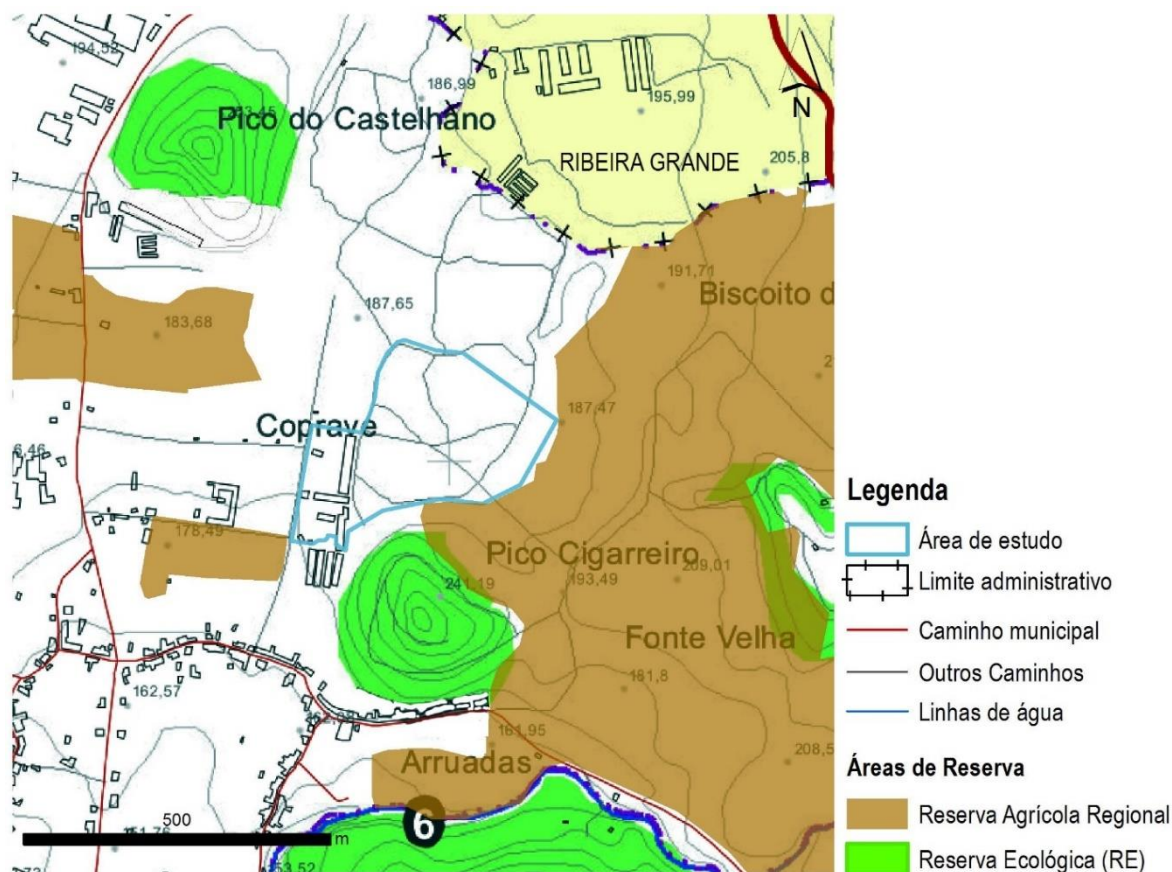 194,52
186,99
195,99
N
Pico do Castelhano
RIBEIRA GRANDE
205,8
191,71
Biscoito d
187,65
183,68
Coprave
187,47
6,46
178,49
Pico Cigarreiro
241,19
193,49
209,01
Fonte Velha
162,57
181,8
161,95
Arruadas
208,5
500
m
6
Legenda
Área de estudo
Limite administrativo
Caminho municipal
Outros Caminhos
Linhas de água
Áreas de Reserva
Reserva Agrícola Regional
Reserva Ecológica (RE)